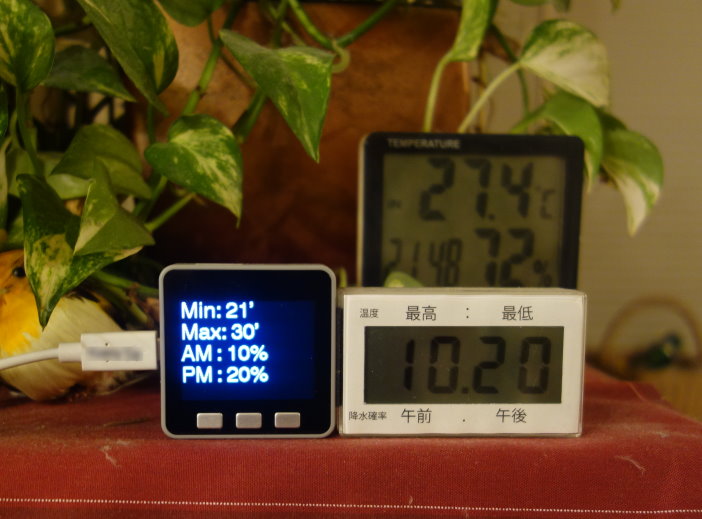 TEMPERATURE
27.4 °C
21:48 72%
Min: 21'
Max: 30'
AM : 10%
PM : 20%
温度 最高 : 最低
10.20
降水確率 午前 . 午後